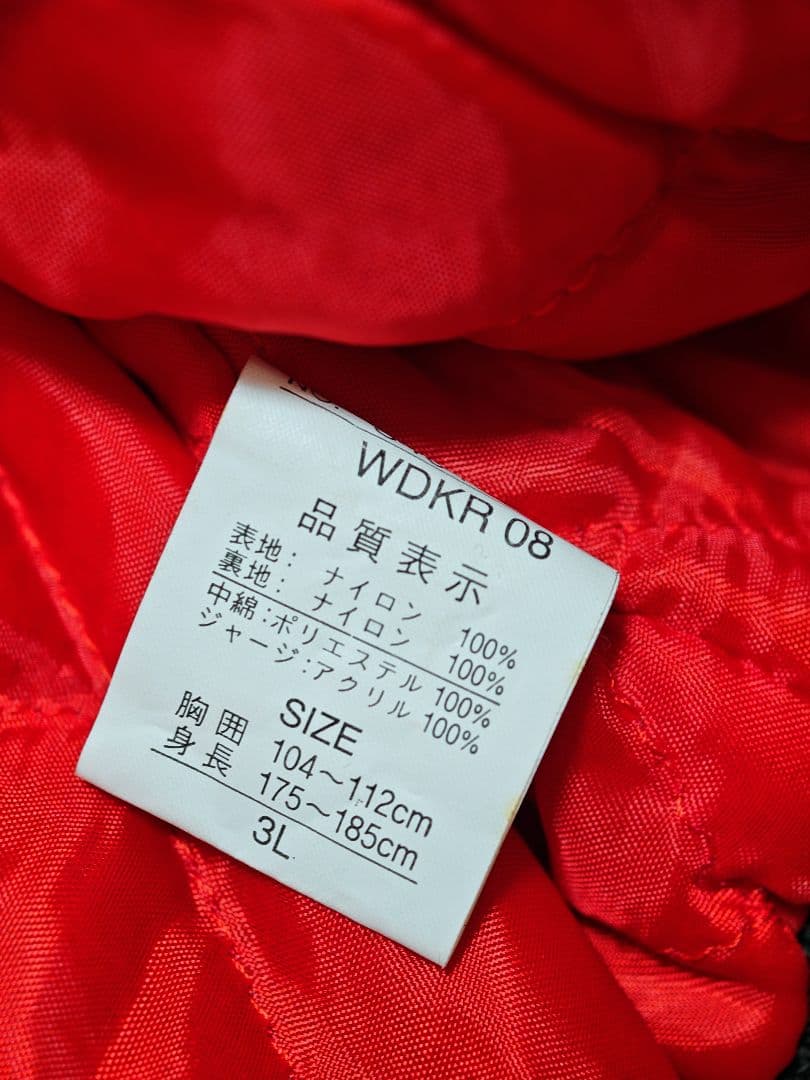 NO.
WDKR 08
品質表示
表地: ナイロン 100%
裏地: ナイロン 100%
中綿:ポリエステル 100%
ジャージ:アクリル 100%
SIZE
胸囲 104～112cm
身長 175～185cm
3L